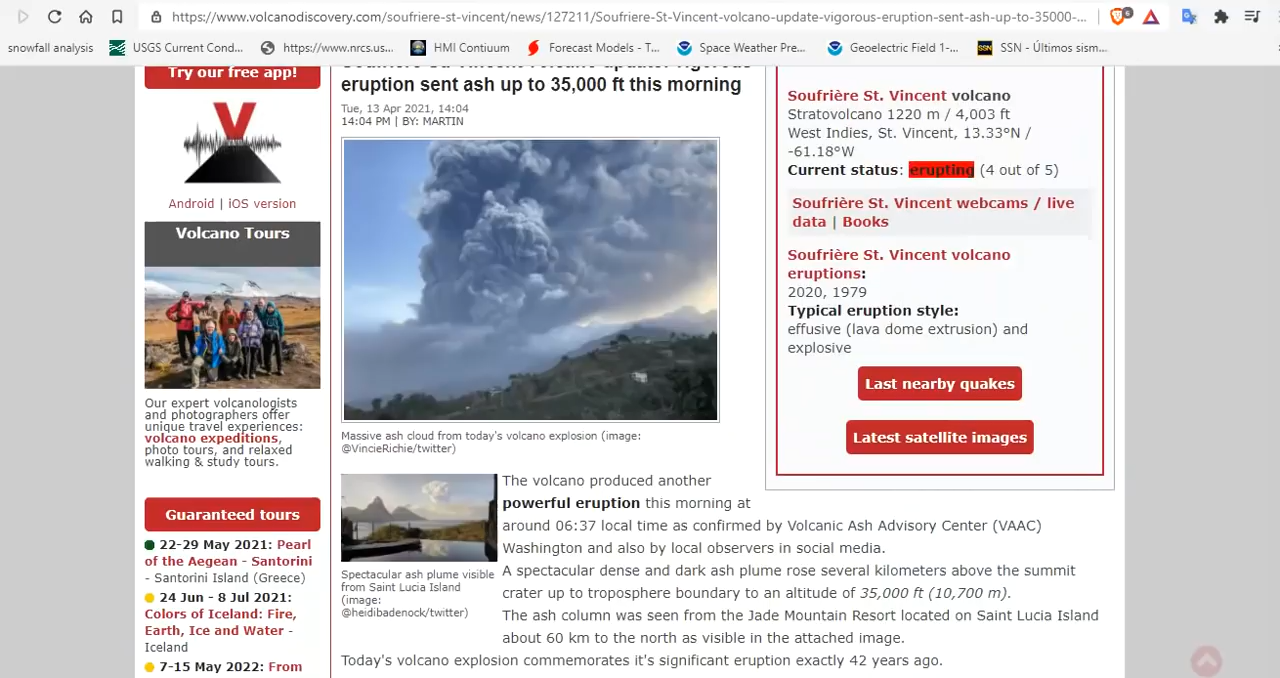 https://www.volcanodiscovery.com/soufriere-st-vincent/news/127211/Soufriere-St-Vincent-volcano-update-vigorous-eruption-sent-ash-up-to-35000-...
6
snowfall analysis
USGS Current Cond...
https://www.nrcs.us...
HMI Contiuum
Forecast Models - T...
Space Weather Pre...
Geoelectric Field 1-...
SSN
SSN - Últimos sism...
Try our free app!
Android | iOS version
Volcano Tours
Our expert volcanologists
and photographers offer
unique travel experiences:
volcano expeditions,
photo tours, and relaxed
walking & study tours.
Guaranteed tours
22-29 May 2021: Pearl
of the Aegean - Santorini
- Santorini Island (Greece)
24 Jun - 8 Jul 2021:
Colors of Iceland: Fire,
Earth, Ice and Water -
Iceland
7-15 May 2022: From
Soufriere St. Vincent volcano update: vigorous
eruption sent ash up to 35,000 ft this morning
Tue, 13 Apr 2021, 14:04
14:04 PM | BY: MARTIN
Massive ash cloud from today's volcano explosion (image:
@VincieRichie/twitter)
Spectacular ash plume visible
from Saint Lucia Island
(image:
@heidibadenock/twitter)
The volcano produced another
powerful eruption this morning at
around 06:37 local time as confirmed by Volcanic Ash Advisory Center (VAAC)
Washington and also by local observers in social media.
A spectacular dense and dark ash plume rose several kilometers above the summit
crater up to troposphere boundary to an altitude of 35,000 ft (10,700 m).
The ash column was seen from the Jade Mountain Resort located on Saint Lucia Island
about 60 km to the north as visible in the attached image.
Today's volcano explosion commemorates it's significant eruption exactly 42 years ago.
Soufrière St. Vincent volcano
Stratovolcano 1220 m / 4,003 ft
West Indies, St. Vincent, 13.33°N /
-61.18°W
Current status: erupting (4 out of 5)
Soufrière St. Vincent webcams / live
data | Books
Soufrière St. Vincent volcano
eruptions:
2020, 1979
Typical eruption style:
effusive (lava dome extrusion) and
explosive
Last nearby quakes
Latest satellite images